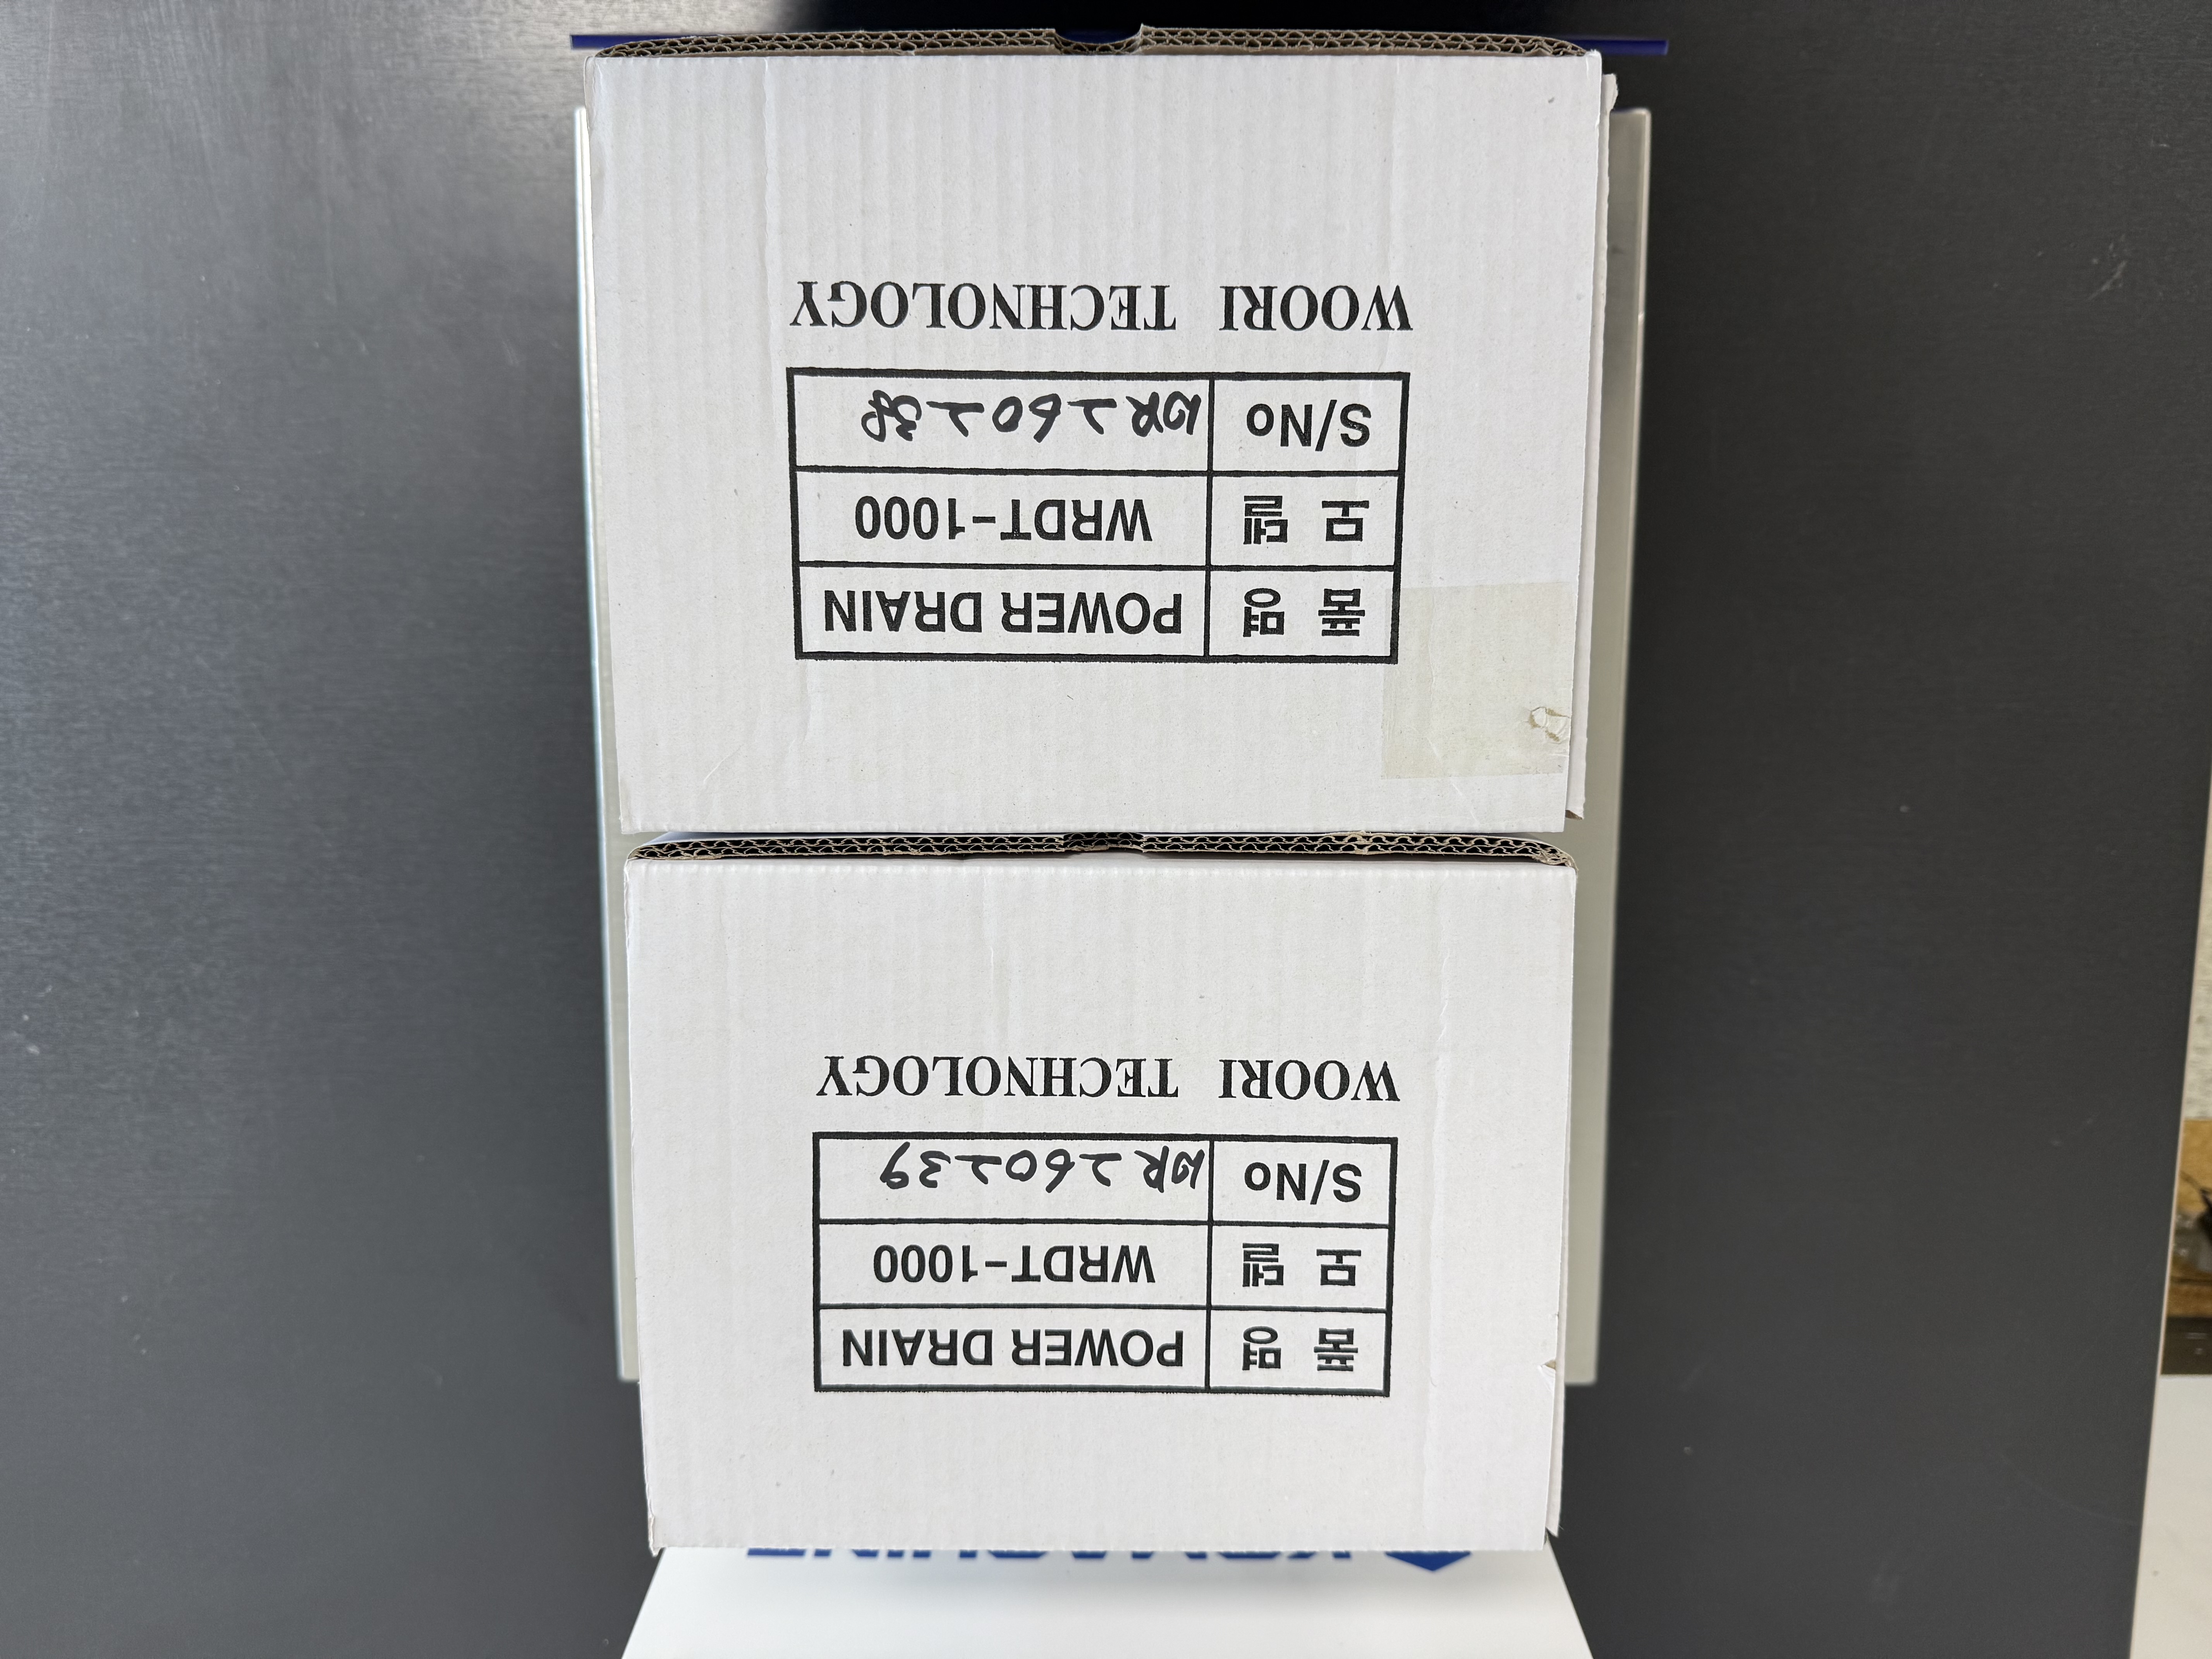 품 명 POWER DRAIN
모 델 WRDT-1000
S/No WR260239
WOORI TECHNOLOGY
품 명 POWER DRAIN
모 델 WRDT-1000
S/No WR260238
WOORI TECHNOLOGY